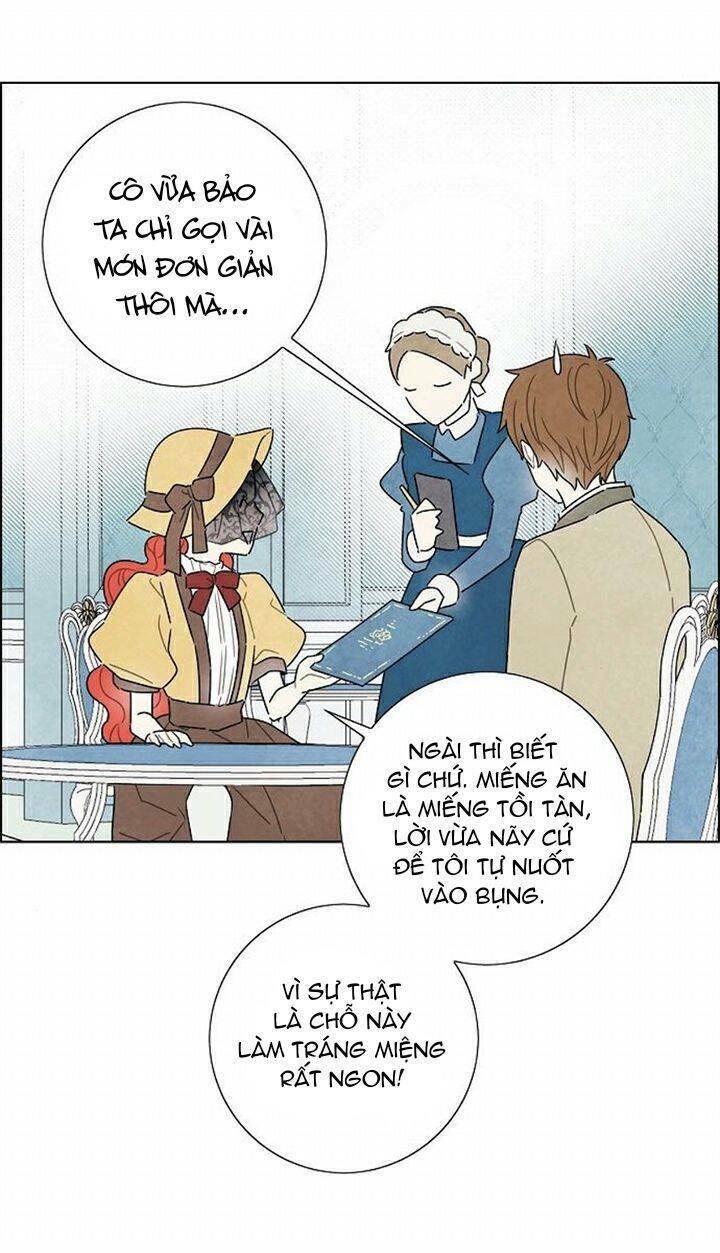 CÔ VỪA BẢO
TA CHỈ GỌI VÀI
MÓN ĐƠN GIẢN
THÔI MÀ...
NGÀI THÌ BIẾT
GÌ CHỨ. MIẾNG ĂN
LÀ MIẾNG TỒI TÀN,
LỜI VỪA NÃY CỨ
ĐỂ TÔI TỰ NUỐT
VÀO BỤNG.
VÌ SỰ THẬT
LÀ CHỖ NÀY
LÀM TRÁNG MIỆNG
RẤT NGON!